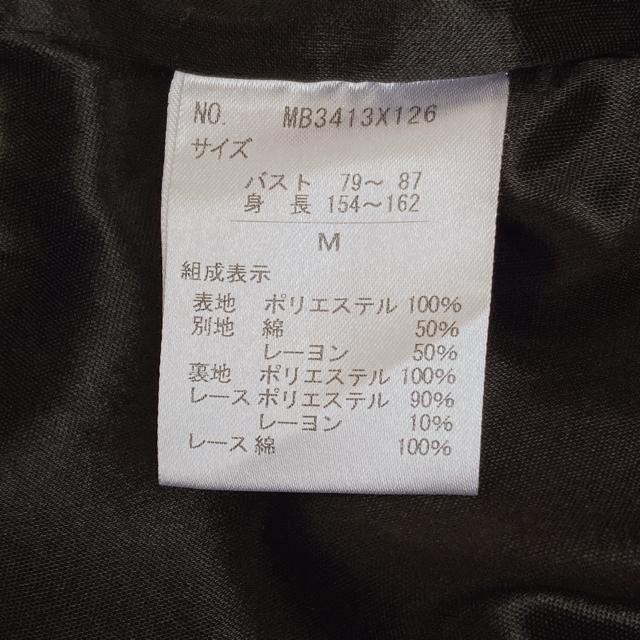 NO. MB3413X126
サイズ
バスト 79〜 87
身 長 154〜162
M
組成表示
表地 ポリエステル 100%
別地 綿 50%
レーヨン 50%
裏地 ポリエステル 100%
レース ポリエステル 90%
レーヨン 10%
レース 綿 100%